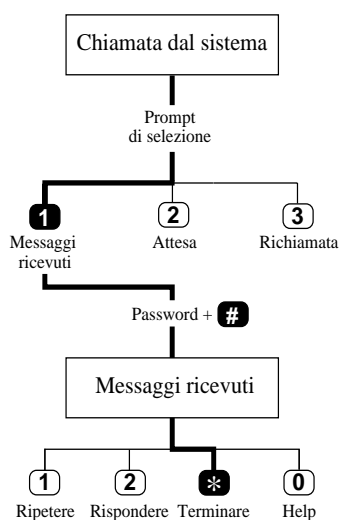 Chiamata dal sistema
Prompt
di selezione
1 2 3
Messaggi
ricevuti
Attesa
Richiamata
Password + #
Messaggi ricevuti
1 2 * 0
Ripetere Rispondere Terminare Help